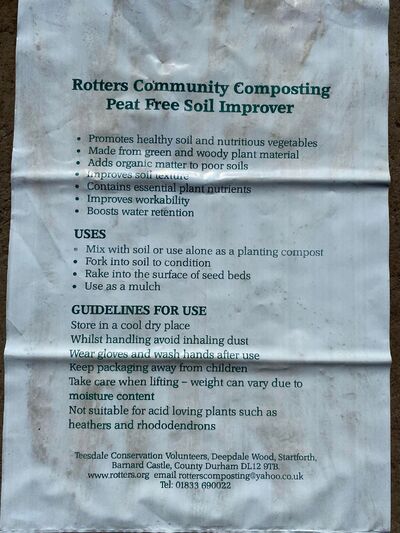 Rotters Community Composting
Peat Free Soil Improver
• Promotes healthy soil and nutritious vegetables
• Made from green and woody plant material
• Adds organic matter to poor soils
• Improves soil texture
• Contains essential plant nutrients
• Improves workability
• Boosts water retention
USES
• Mix with soil or use alone as a planting compost
• Fork into soil to condition
• Rake into the surface of seed beds
• Use as a mulch
GUIDELINES FOR USE
Store in a cool dry place
Whilst handling avoid inhaling dust
Wear gloves and wash hands after use
Keep packaging away from children
Take care when lifting – weight can vary due to
moisture content
Not suitable for acid loving plants such as
heathers and rhododendrons
Teesdale Conservation Volunteers, Deepdale Wood, Startforth,
Barnard Castle, County Durham DL12 9TB.
www.rotters.org email rotterscomposting@yahoo.co.uk
Tel: 01833 690022